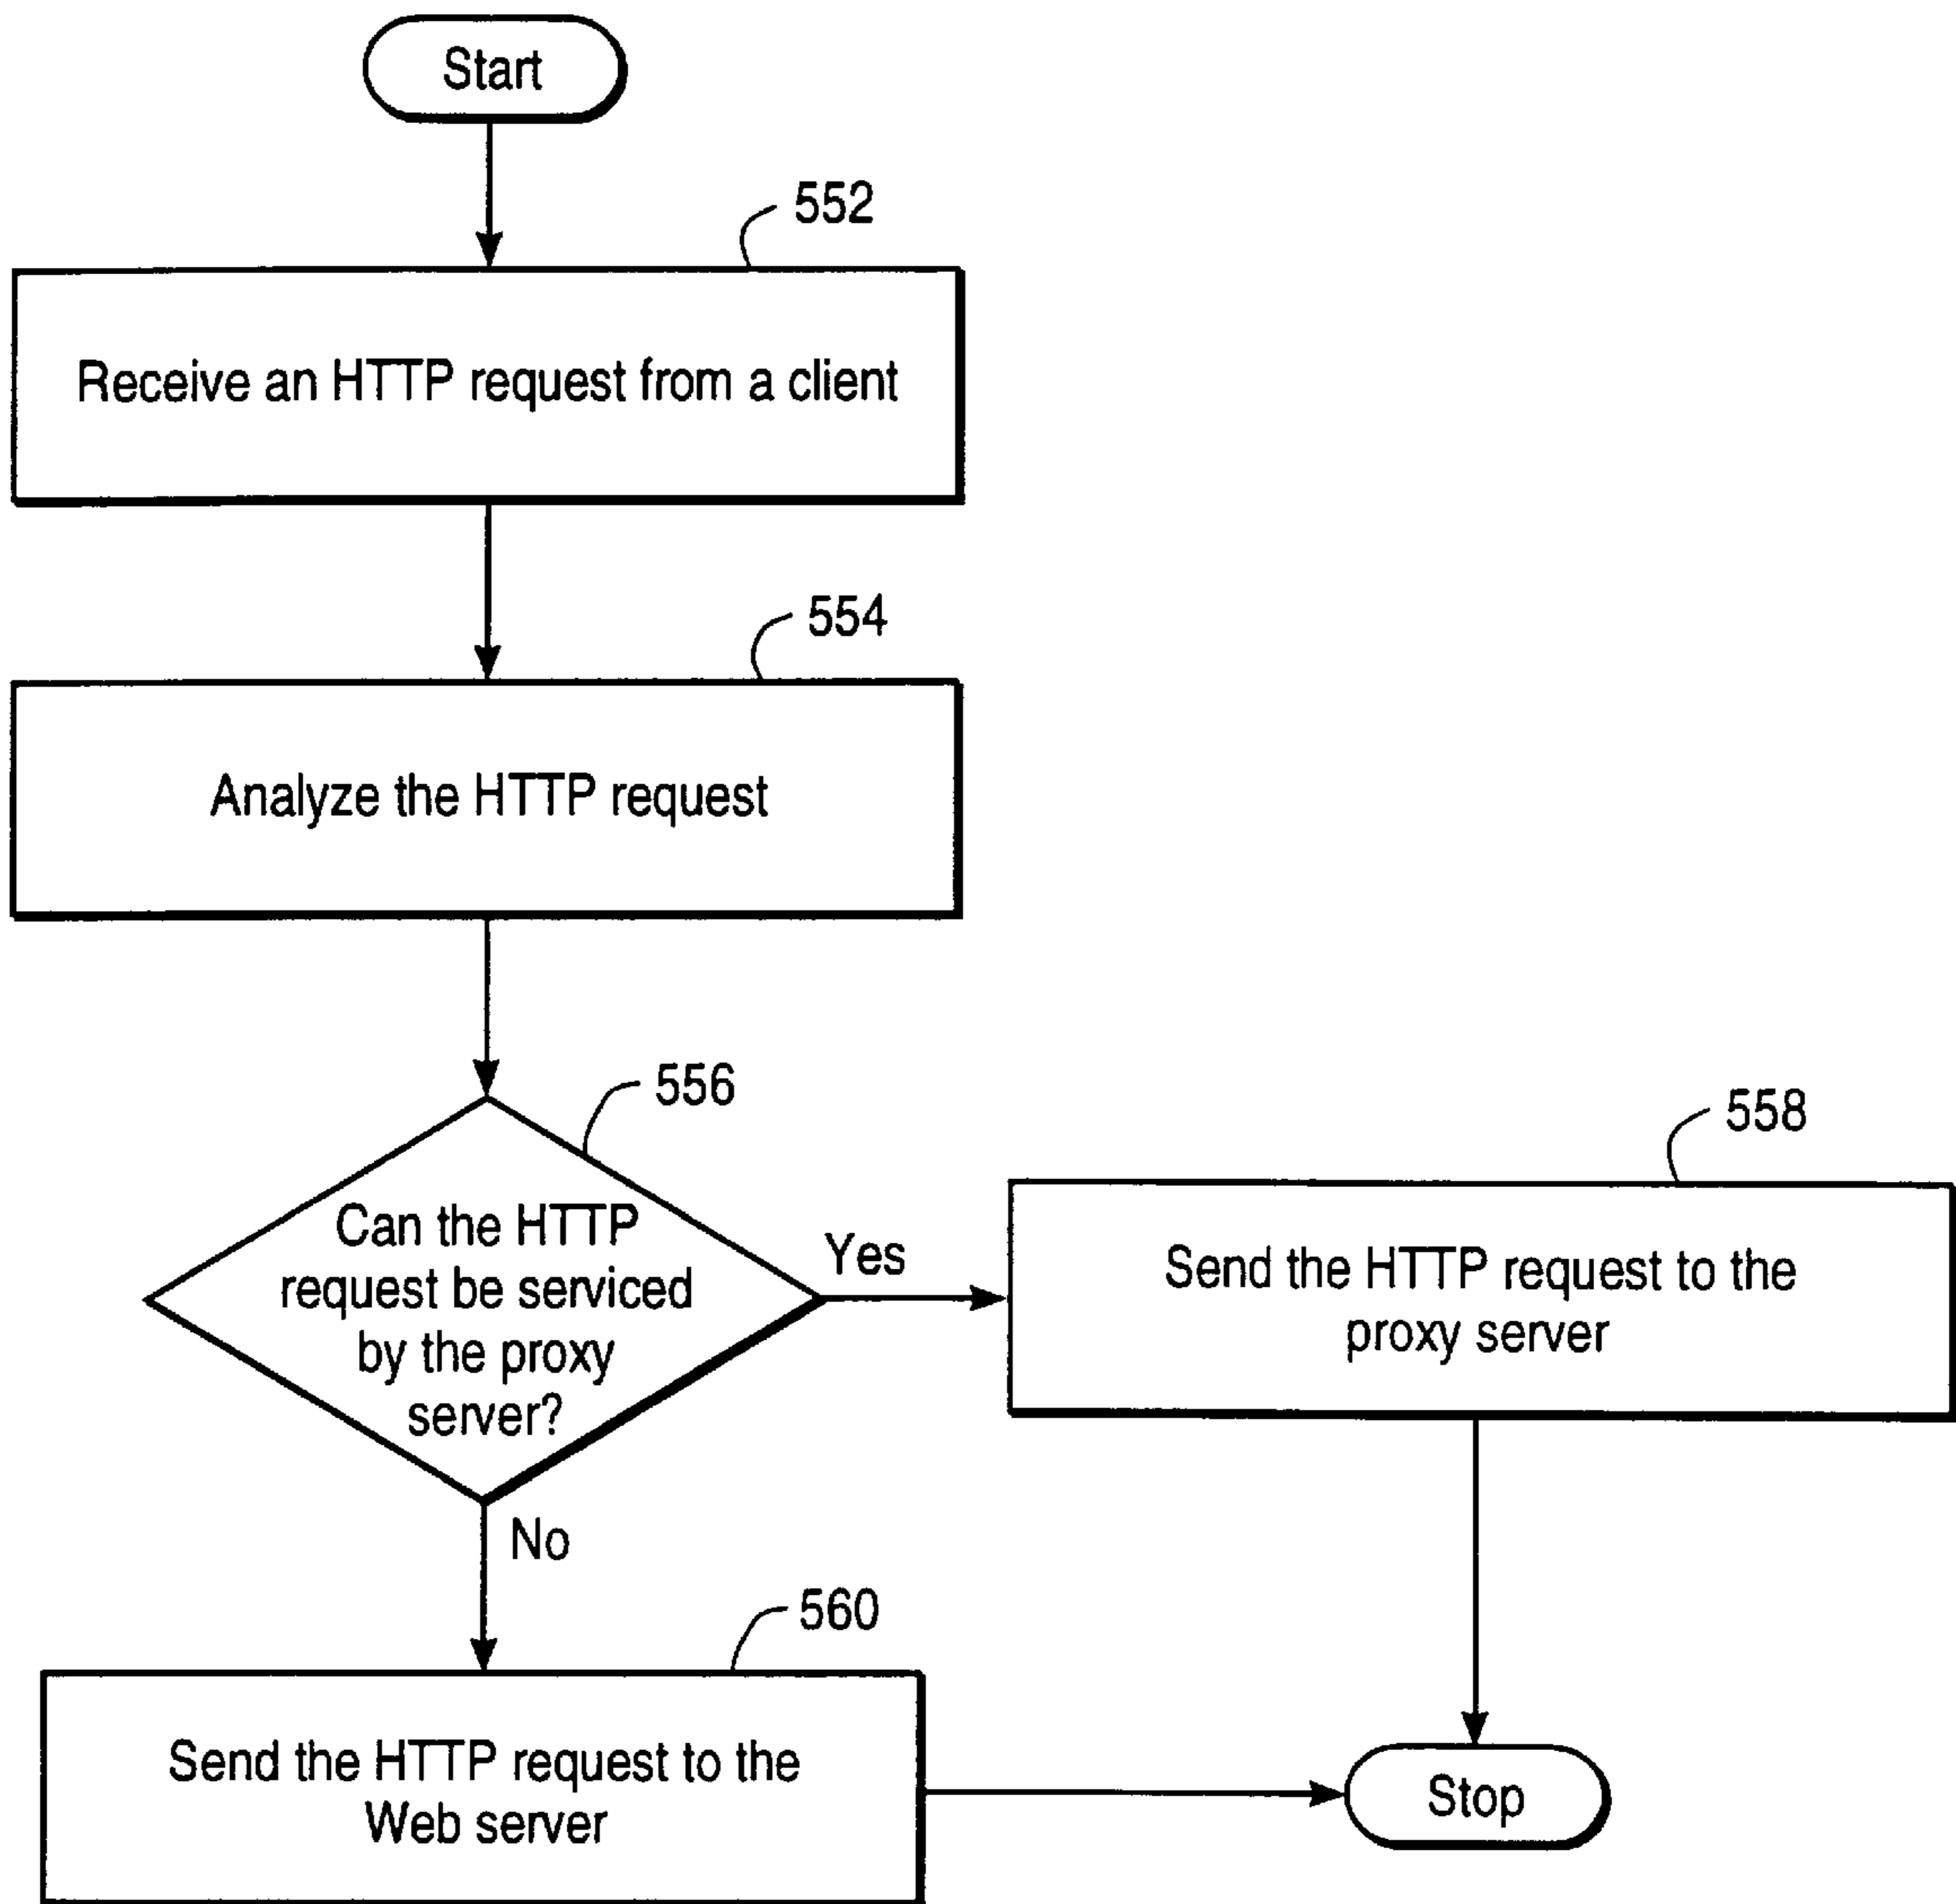 Start
552
Receive an HTTP request from a client
554
Analyze the HTTP request
556
Can the HTTP
request be serviced
by the proxy
server?
Yes
558
Send the HTTP request to the
proxy server
No
560
Send the HTTP request to the
Web server
Stop